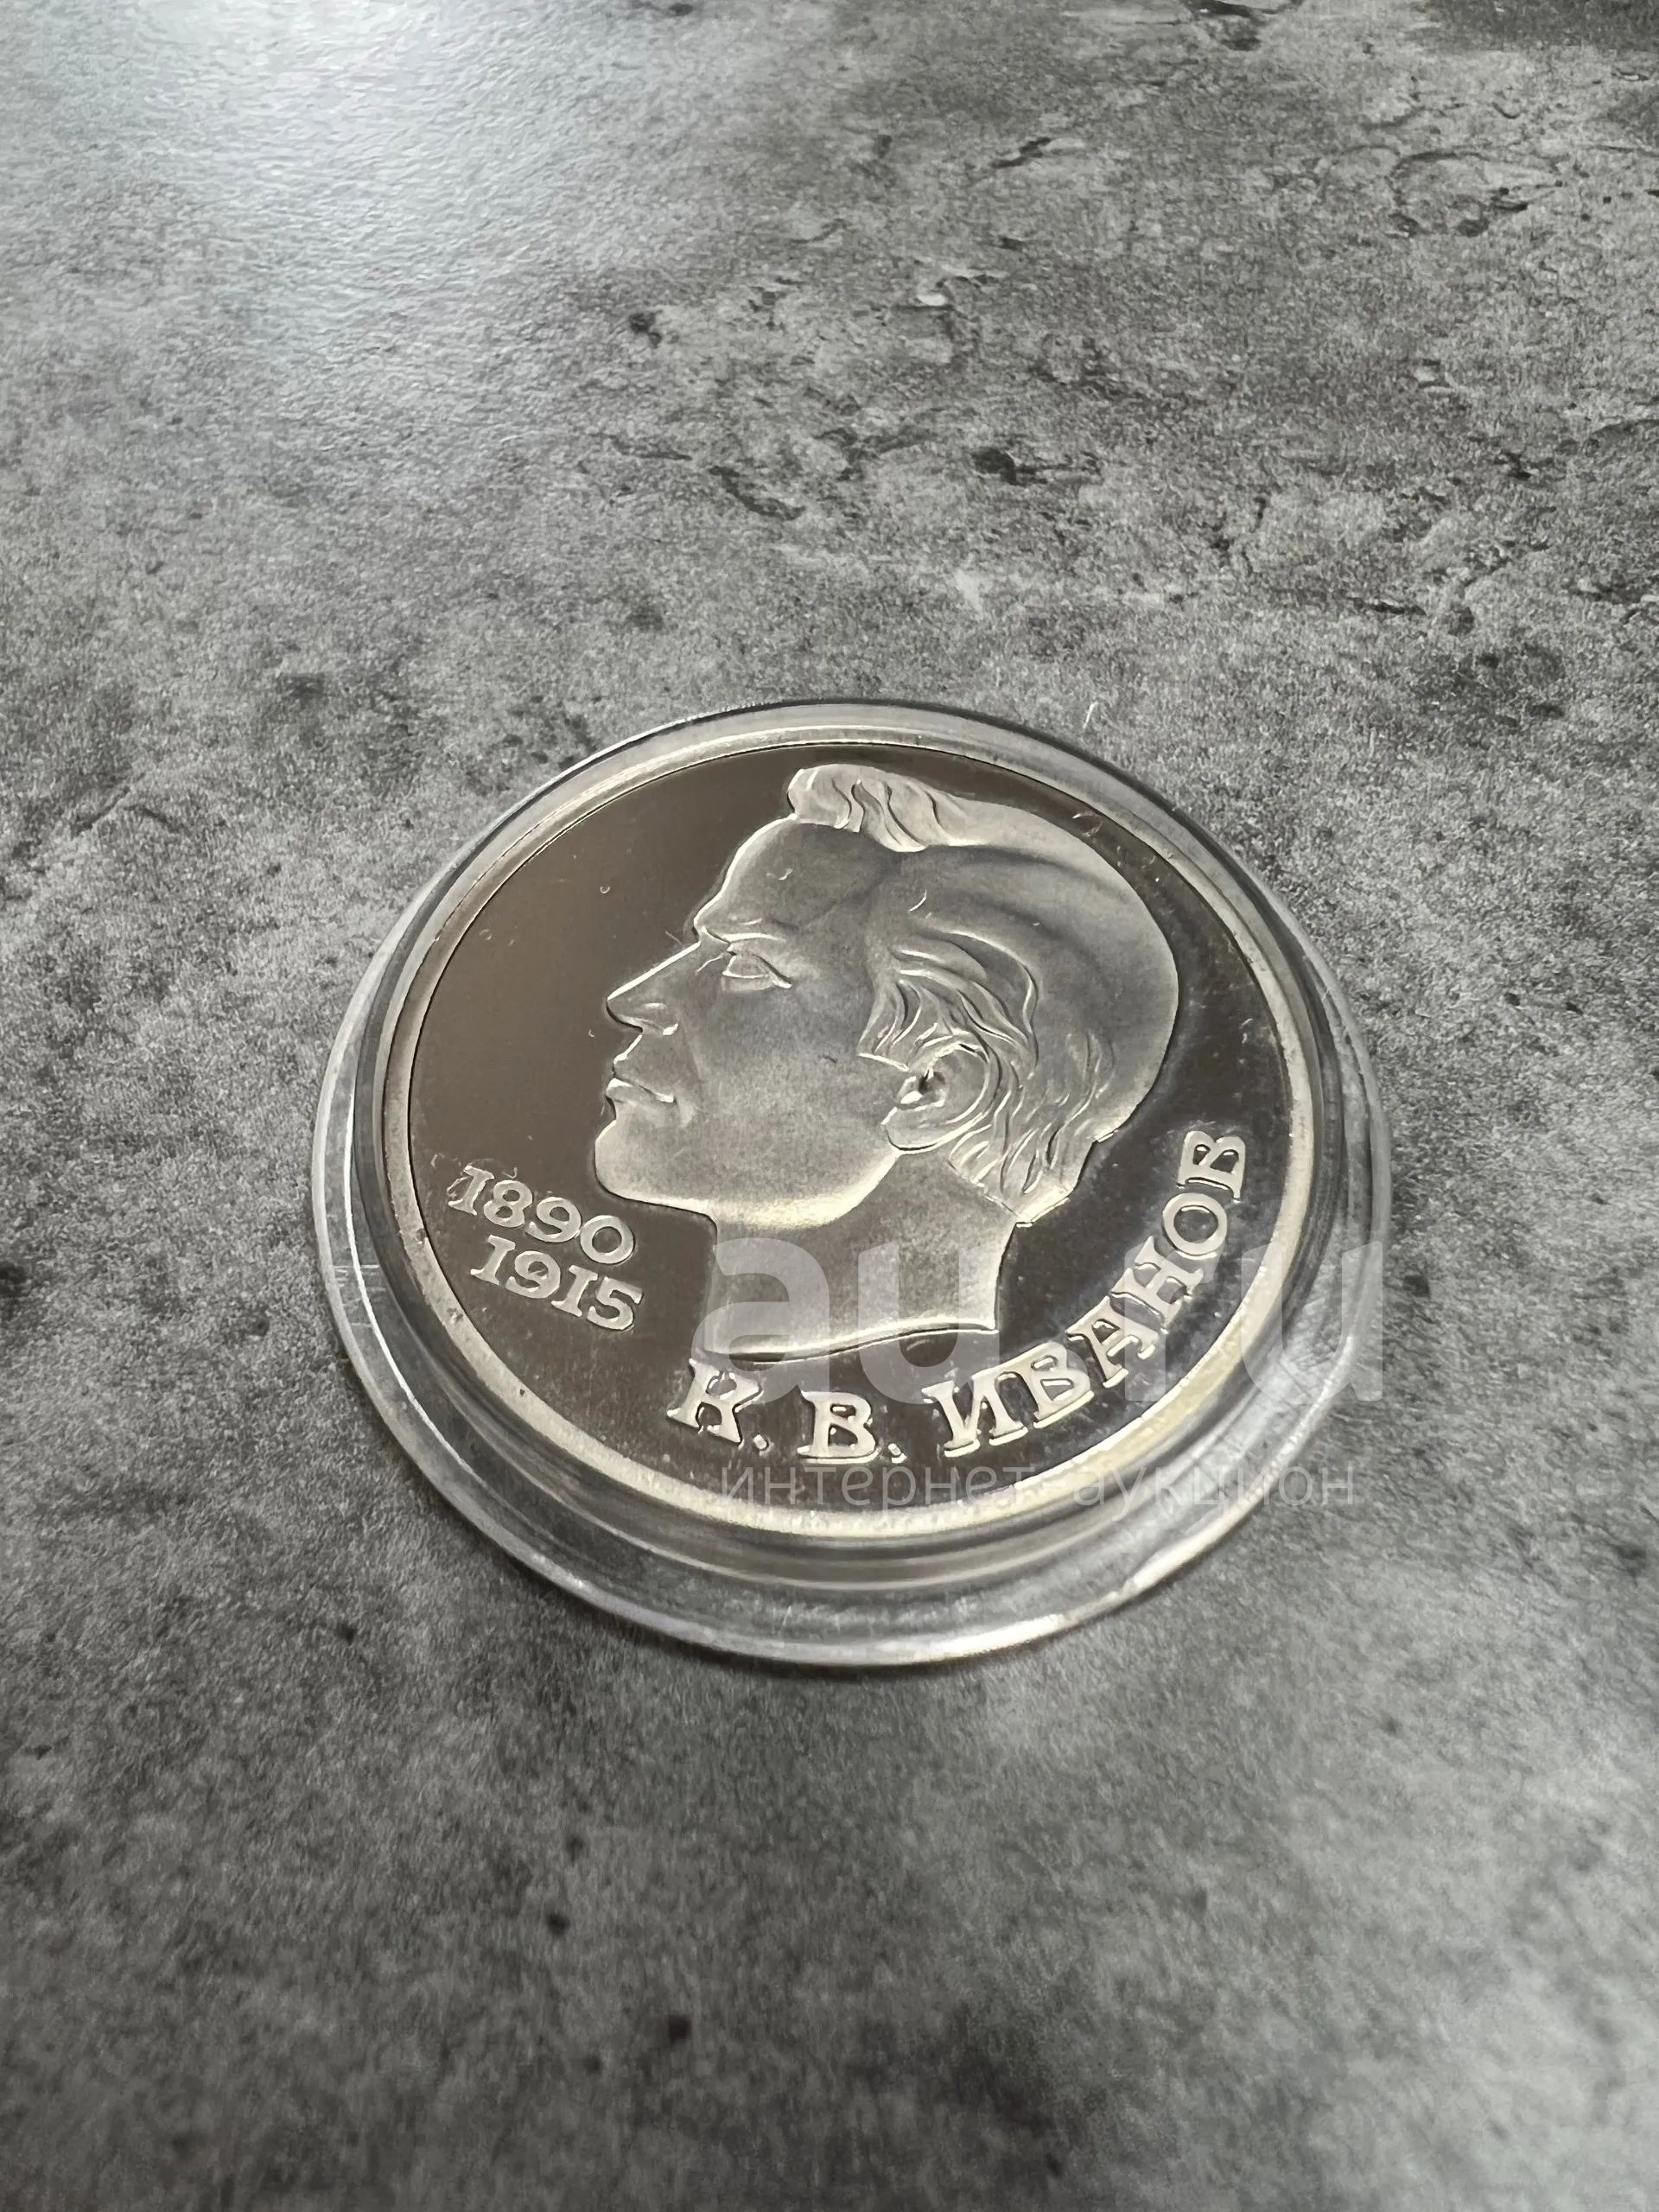 1890
1915
К. В. ИВАНОВ
au.ru
интернет-аукцион